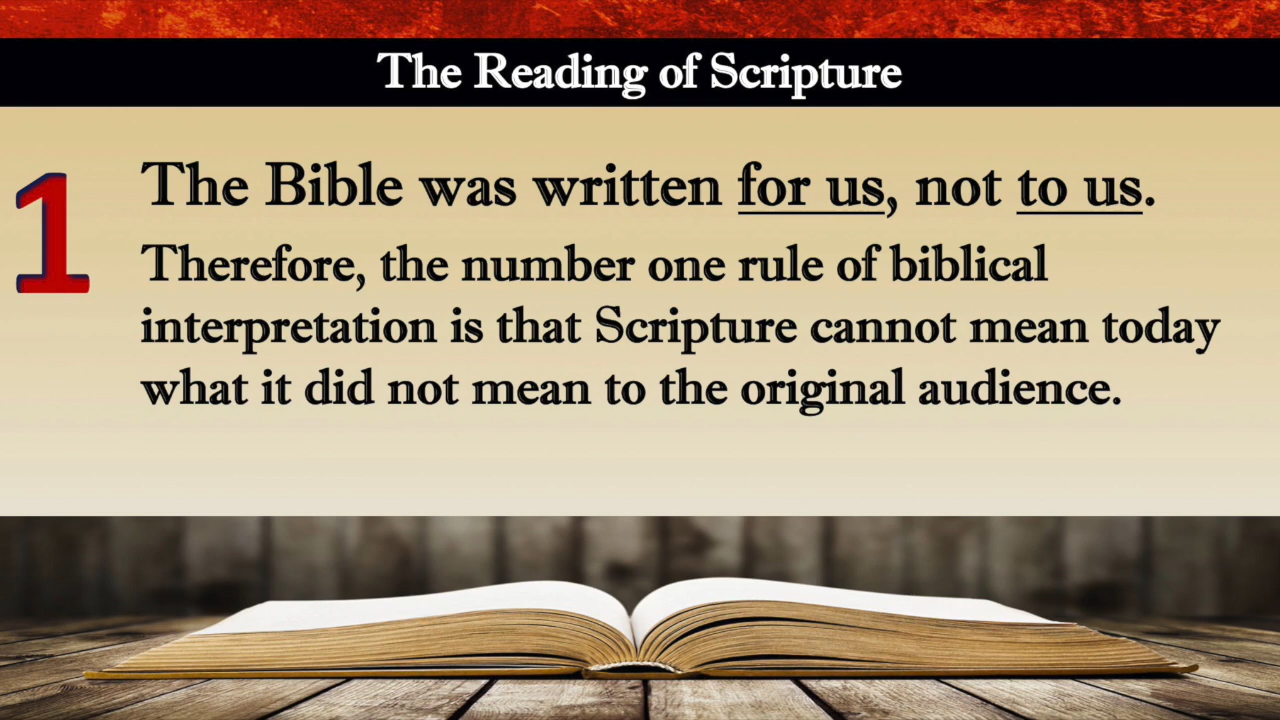 The Reading of Scripture
1
The Bible was written for us, not to us.
Therefore, the number one rule of biblical
interpretation is that Scripture cannot mean today
what it did not mean to the original audience.